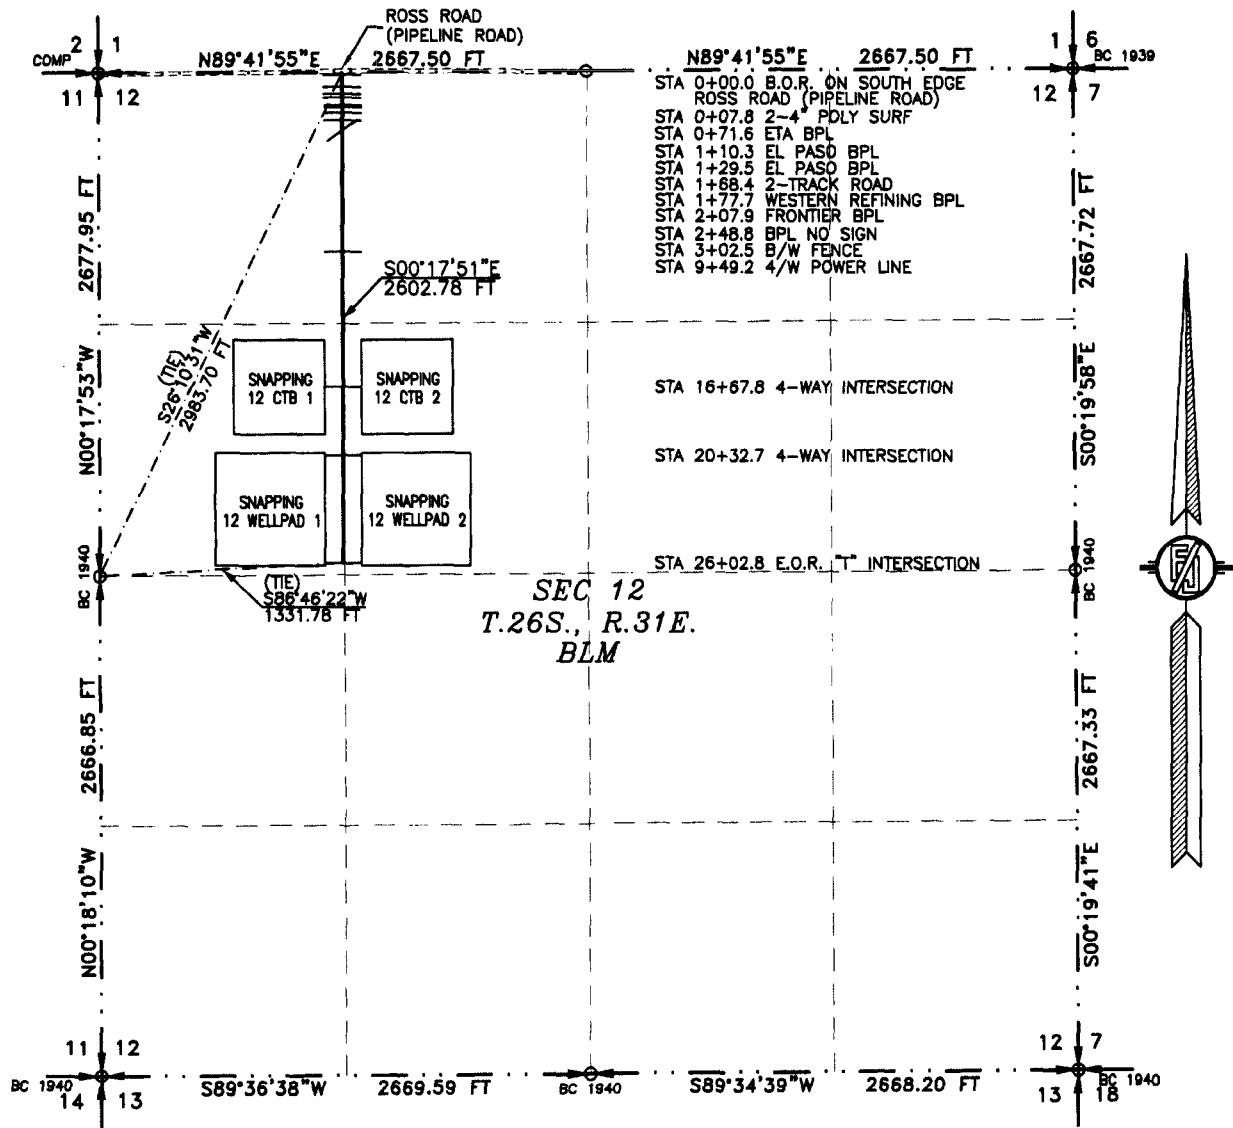 ROSS ROAD
(PIPELINE ROAD)
2 1
COMP
11 12
N89°41'55"E 2667.50 FT
N89°41'55"E 2667.50 FT
1 6
BC 1939
12 7
STA 0+00.0 B.O.R. ON SOUTH EDGE
ROSS ROAD (PIPELINE ROAD)
STA 0+07.8 2-4" POLY SURF
STA 0+71.6 ETA BPL
STA 1+10.3 EL PASO BPL
STA 1+29.5 EL PASO BPL
STA 1+68.4 2-TRACK ROAD
STA 1+77.7 WESTERN REFINING BPL
STA 2+07.9 FRONTIER BPL
STA 2+48.8 BPL NO SIGN
STA 3+02.5 B/W FENCE
STA 9+49.2 4/W POWER LINE
2677.95 FT
N00°17'53"W
2667.72 FT
S00°19'58"E
S00°17'51"E
2602.78 FT
(TIE)
S26°10'31"W
2983.70 FT
SNAPPING
12 CTB 1
SNAPPING
12 CTB 2
STA 16+67.8 4-WAY INTERSECTION
STA 20+32.7 4-WAY INTERSECTION
SNAPPING
12 WELLPAD 1
SNAPPING
12 WELLPAD 2
STA 26+02.8 E.O.R. "T" INTERSECTION
BC 1940
BC 1940
(TIE)
S86°46'22"W
1331.78 FT
SEC 12
T.26S., R.31E.
BLM
2666.85 FT
N00°18'10"W
2667.33 FT
S00°19'41"E
11 12
BC 1940
14 13
S89°36'38"W 2669.59 FT
BC 1940
S89°34'39"W 2668.20 FT
12 7
BC 1940
13 18